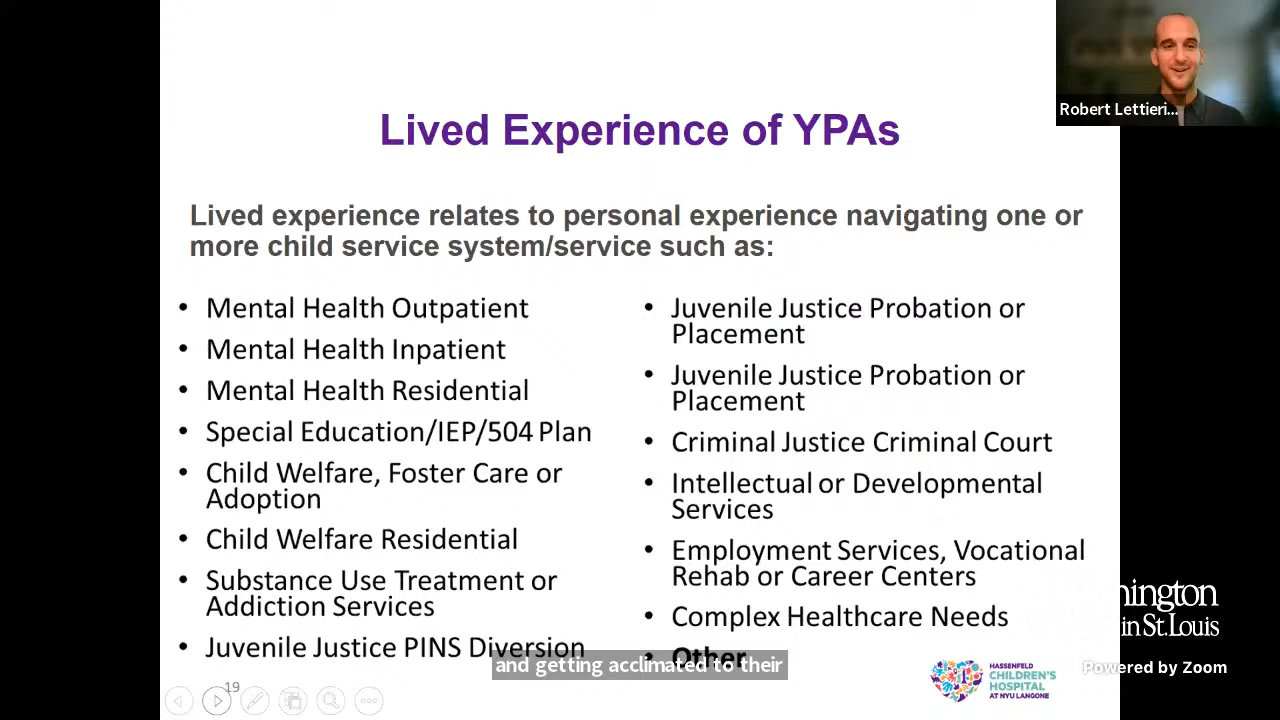 Robert Lettieri...
Lived Experience of YPAs
Lived experience relates to personal experience navigating one or
more child service system/service such as:
• Mental Health Outpatient
• Mental Health Inpatient
• Mental Health Residential
• Special Education/IEP/504 Plan
• Child Welfare, Foster Care or
Adoption
• Child Welfare Residential
• Substance Use Treatment or
Addiction Services
• Juvenile Justice PINS Diversion
• Juvenile Justice Probation or
Placement
• Juvenile Justice Probation or
Placement
• Criminal Justice Criminal Court
• Intellectual or Developmental
Services
• Employment Services, Vocational
Rehab or Career Centers
• Complex Healthcare Needs
• Other
and getting acclimated to their
19
HASSENFELD
CHILDREN'S
HOSPITAL
AT NYU LANGONE
hington
in St.Louis
Powered by Zoom